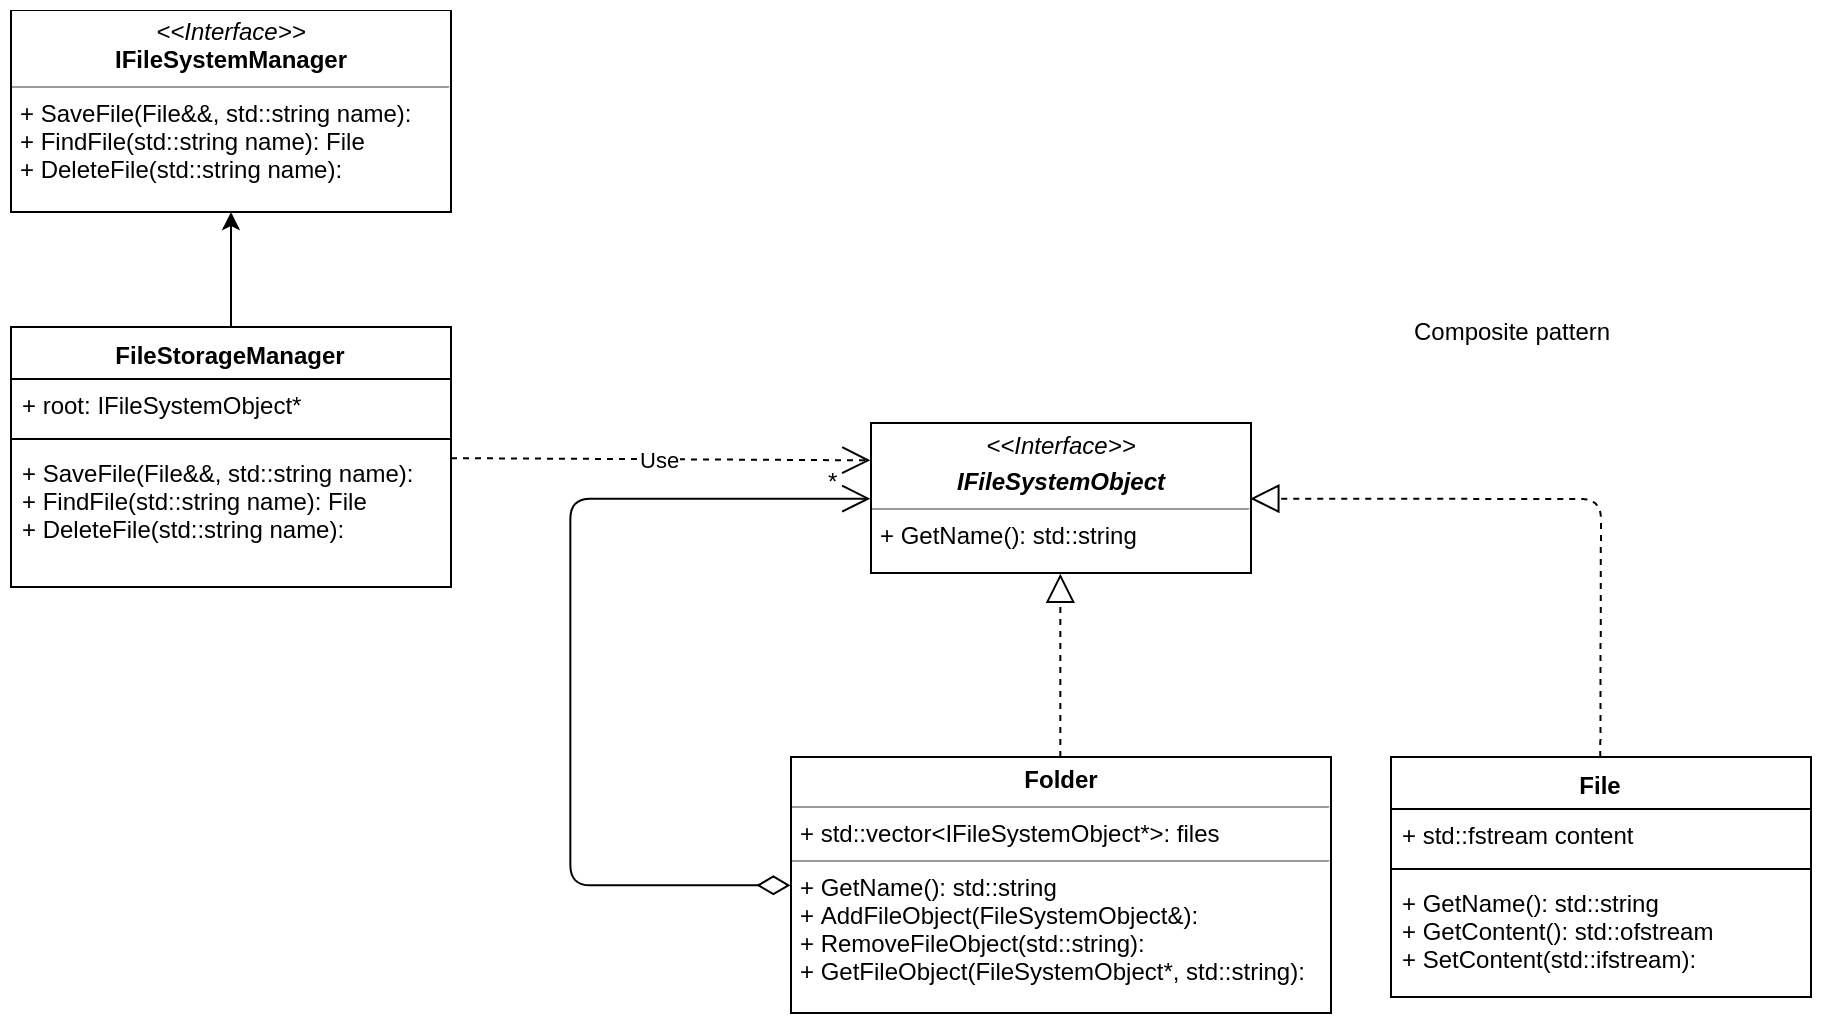 <<Interface>>
IFileSystemManager
+ SaveFile(File&&, std::string name):
+ FindFile(std::string name): File
+ DeleteFile(std::string name):
FileStorageManager
+ root: IFileSystemObject*
+ SaveFile(File&&, std::string name):
+ FindFile(std::string name): File
+ DeleteFile(std::string name):
Use
*
Composite pattern
<<Interface>>
IFileSystemObject
+ GetName(): std::string
Folder
+ std::vector<IFileSystemObject*>: files
+ GetName(): std::string
+ AddFileObject(FileSystemObject&):
+ RemoveFileObject(std::string):
+ GetFileObject(FileSystemObject*, std::string):
File
+ std::fstream content
+ GetName(): std::string
+ GetContent(): std::ofstream
+ SetContent(std::ifstream):